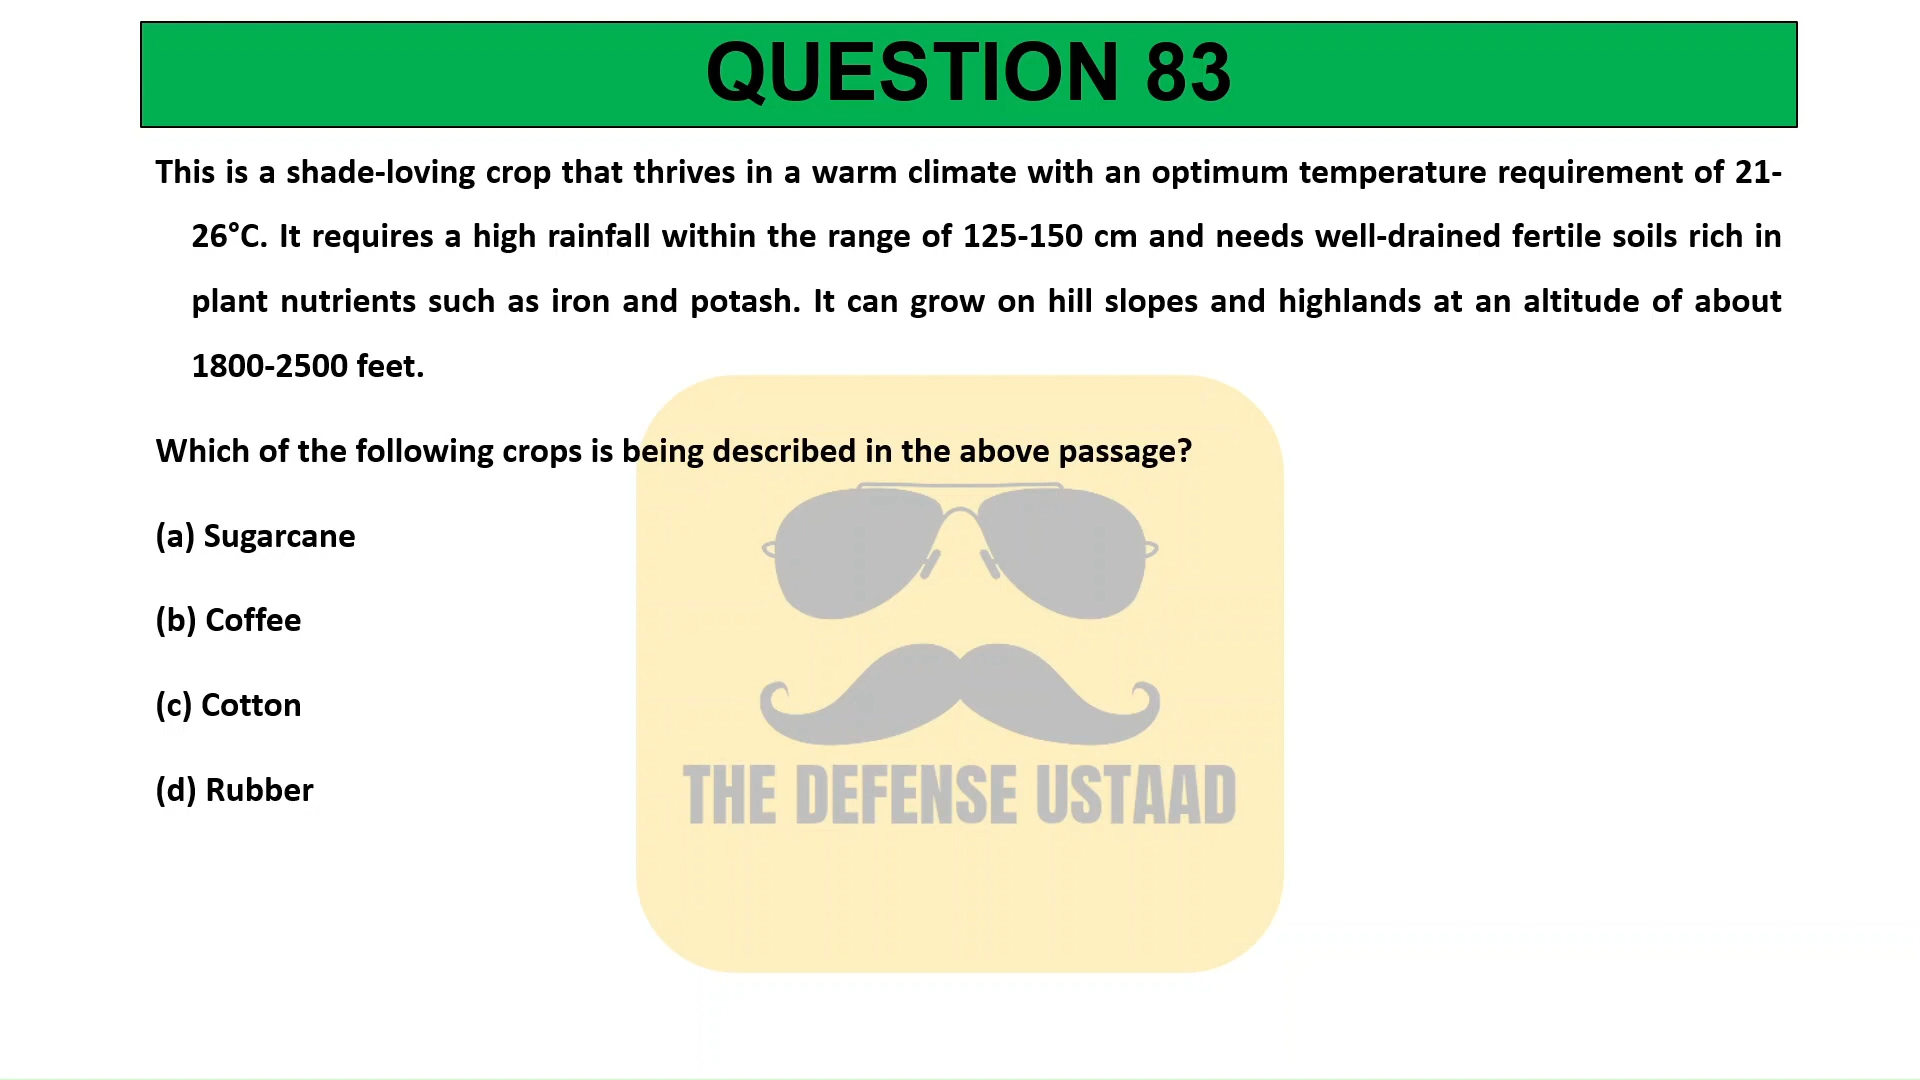 QUESTION 83
This is a shade-loving crop that thrives in a warm climate with an optimum temperature requirement of 21-
26°C. It requires a high rainfall within the range of 125-150 cm and needs well-drained fertile soils rich in
plant nutrients such as iron and potash. It can grow on hill slopes and highlands at an altitude of about
1800-2500 feet.
Which of the following crops is being described in the above passage?
(a) Sugarcane
(b) Coffee
(c) Cotton
(d) Rubber
THE DEFENSE USTAAD